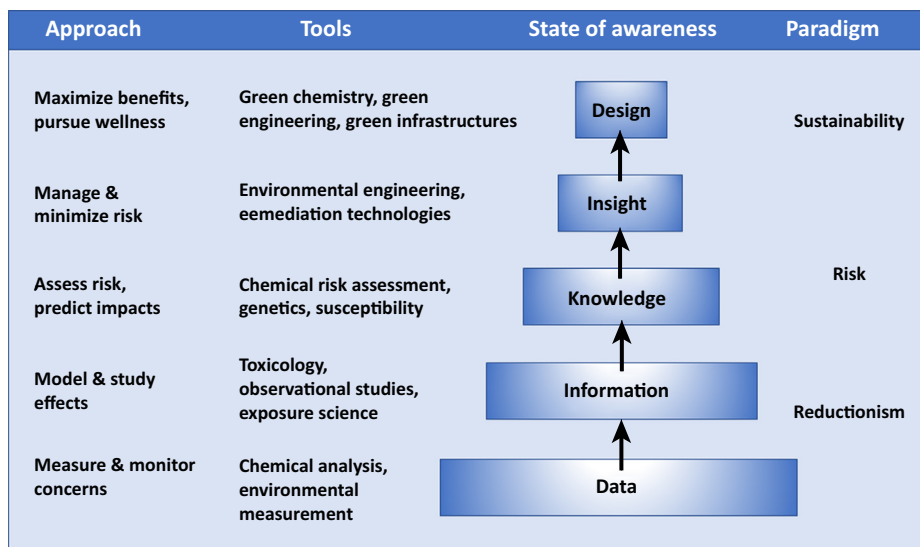 Approach
Tools
State of awareness
Paradigm
Maximize benefits,
pursue wellness
Green chemistry, green
engineering, green infrastructures
Design
Sustainability
Manage &
minimize risk
Environmental engineering,
eemediation technologies
Insight
Assess risk,
predict impacts
Chemical risk assessment,
genetics, susceptibility
Knowledge
Risk
Model & study
effects
Toxicology,
observational studies,
exposure science
Information
Reductionism
Measure & monitor
concerns
Chemical analysis,
environmental
measurement
Data